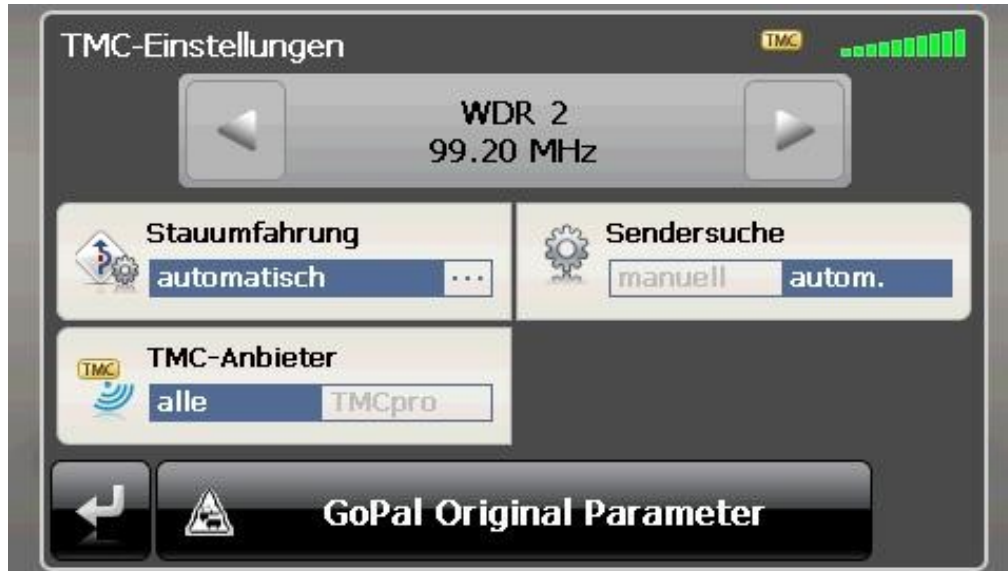 TMC-Einstellungen
TMC
WDR 2
99.20 MHz
Stauumfahrung
automatisch ...
Sendersuche
manuell autom.
TMC
TMC-Anbieter
alle TMCpro
GoPal Original Parameter